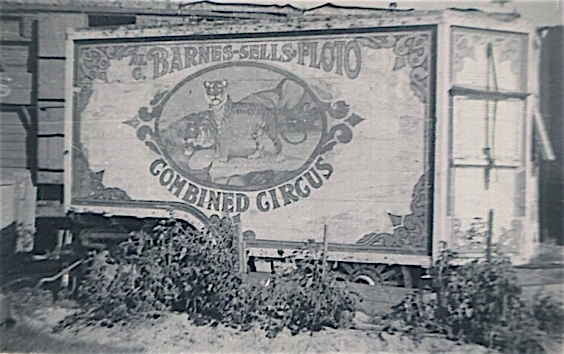 AL G. BARNES-SELLS-FLOTO
COMBINED CIRCUS